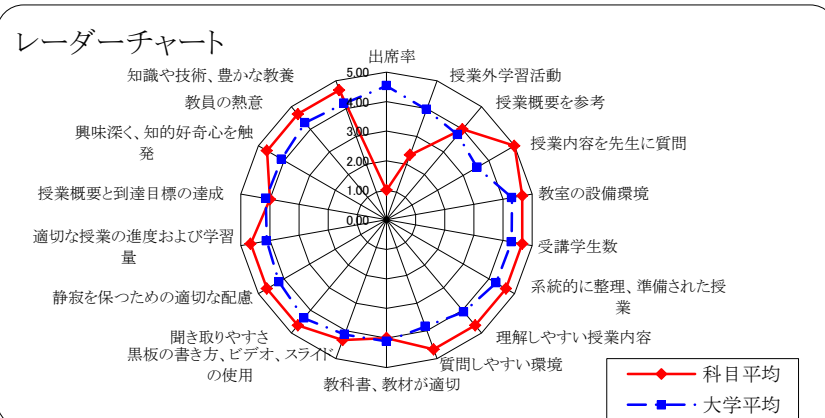 レーダーチャート
出席率
授業外学習活動
授業概要を参考
授業内容を先生に質問
教室の設備環境
受講学生数
系統的に整理、準備された授
業
理解しやすい授業内容
質問しやすい環境
教科書、教材が適切
黒板の書き方、ビデオ、スライド
の使用
聞き取りやすさ
静寂を保つための適切な配慮
適切な授業の進度および学習
量
授業概要と到達目標の達成
興味深く、知的好奇心を触
発
教員の熱意
知識や技術、豊かな教養
5.00
4.00
3.00
2.00
1.00
0.00
科目平均
大学平均